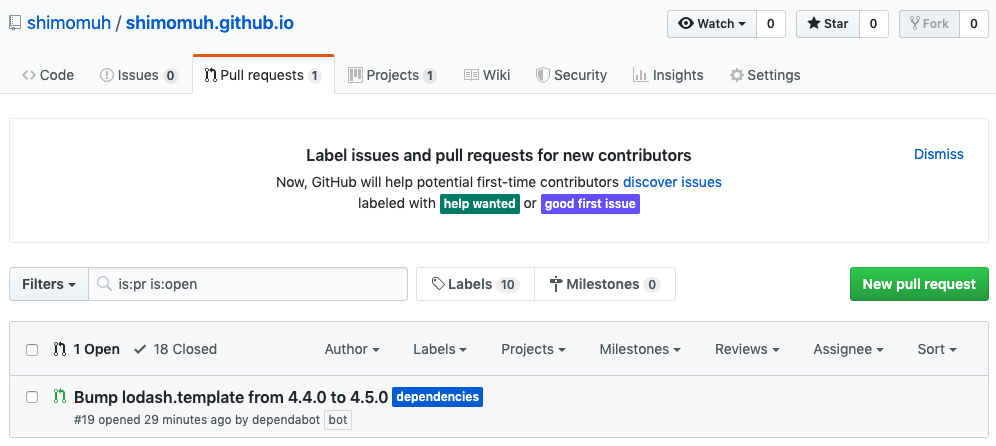 shimomuh / shimomuh.github.io
Watch 0 Star 0 Fork 0
Code Issues 0 Pull requests 1 Projects 1 Wiki Security Insights Settings
Label issues and pull requests for new contributors
Dismiss
Now, GitHub will help potential first-time contributors discover issues
labeled with help wanted or good first issue
Filters is:pr is:open Labels 10 Milestones 0 New pull request
1 Open 18 Closed Author Labels Projects Milestones Reviews Assignee Sort
Bump lodash.template from 4.4.0 to 4.5.0 dependencies
#19 opened 29 minutes ago by dependabot bot